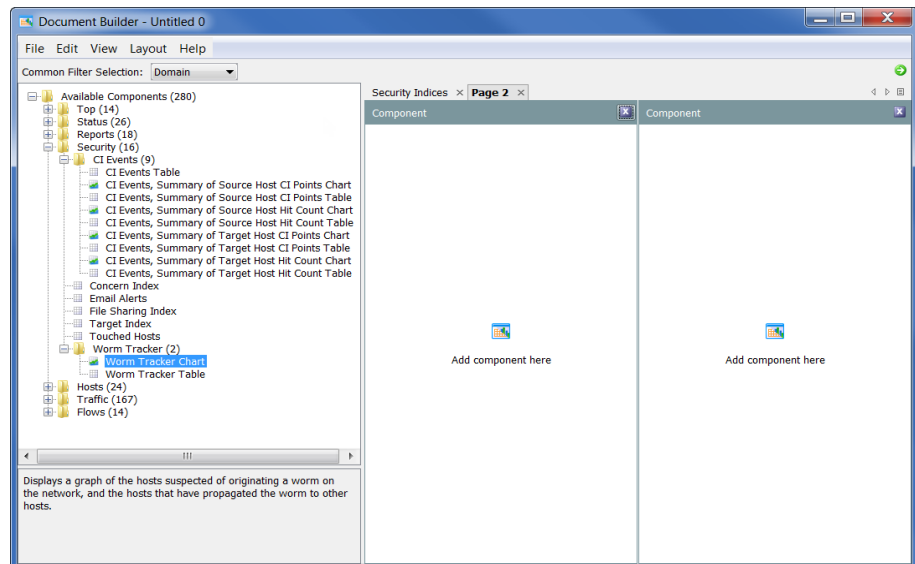 Document Builder - Untitled 0
File Edit View Layout Help
Common Filter Selection: Domain
Available Components (280)
Top (14)
Status (26)
Reports (18)
Security (16)
CI Events (9)
CI Events Table
CI Events, Summary of Source Host CI Points Chart
CI Events, Summary of Source Host CI Points Table
CI Events, Summary of Source Host Hit Count Chart
CI Events, Summary of Source Host Hit Count Table
CI Events, Summary of Target Host CI Points Chart
CI Events, Summary of Target Host CI Points Table
CI Events, Summary of Target Host Hit Count Chart
CI Events, Summary of Target Host Hit Count Table
Concern Index
Email Alerts
File Sharing Index
Target Index
Touched Hosts
Worm Tracker (2)
Worm Tracker Chart
Worm Tracker Table
Hosts (24)
Traffic (167)
Flows (14)
Displays a graph of the hosts suspected of originating a worm on
the network, and the hosts that have propagated the worm to other
hosts.
Security Indices Page 2
Component
Add component here
Component
Add component here